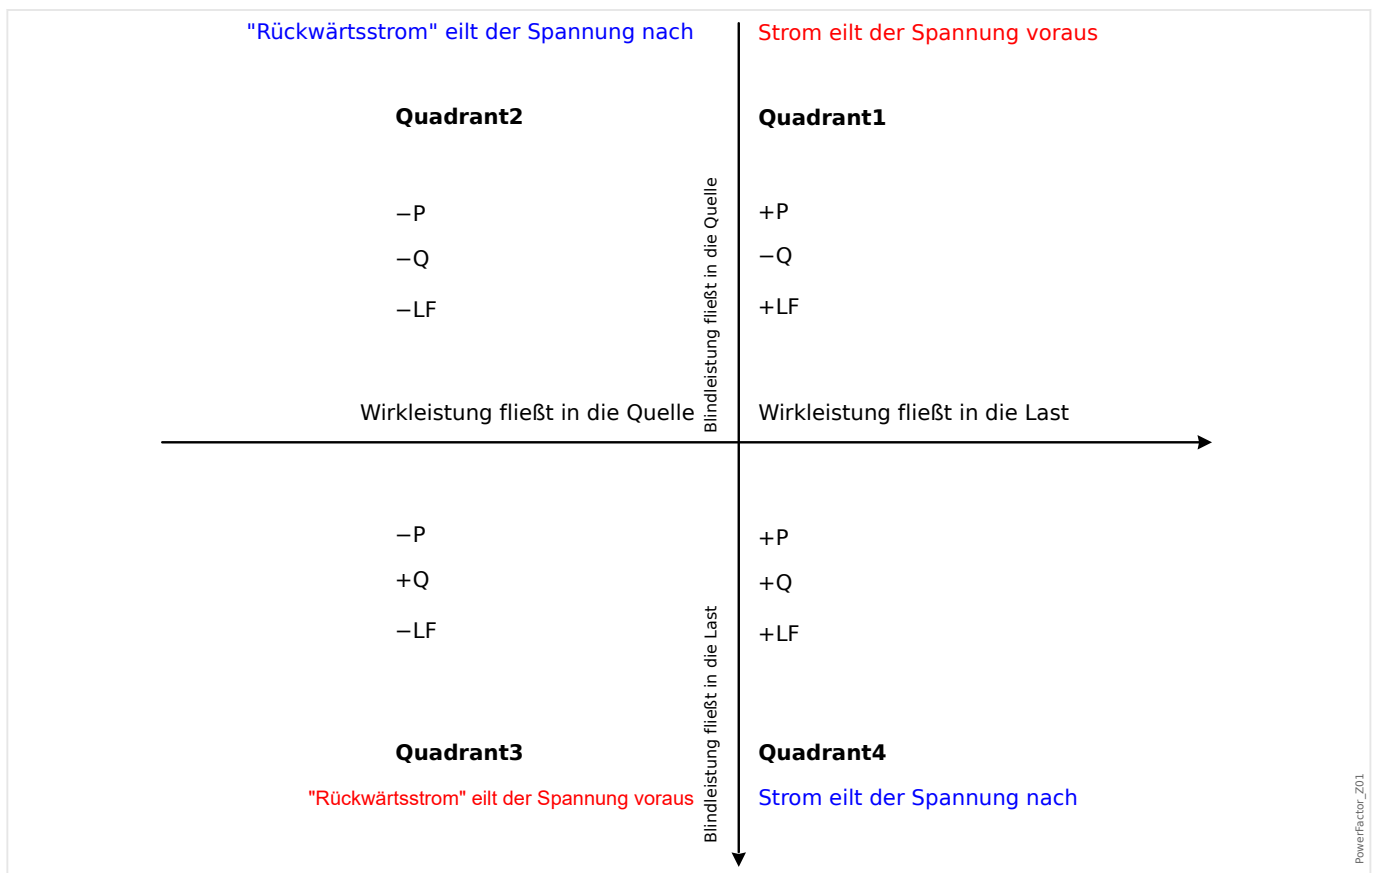 "Rückwärtsstrom" eilt der Spannung nach
Strom eilt der Spannung voraus
Quadrant2
Quadrant1
−P
+P
−Q
−Q
−LF
+LF
Blindleistung fließt in die Quelle
Wirkleistung fließt in die Quelle
Wirkleistung fließt in die Last
−P
+P
+Q
+Q
−LF
+LF
Blindleistung fließt in die Last
Quadrant3
Quadrant4
"Rückwärtsstrom" eilt der Spannung voraus
Strom eilt der Spannung nach
PowerFactor_Z01